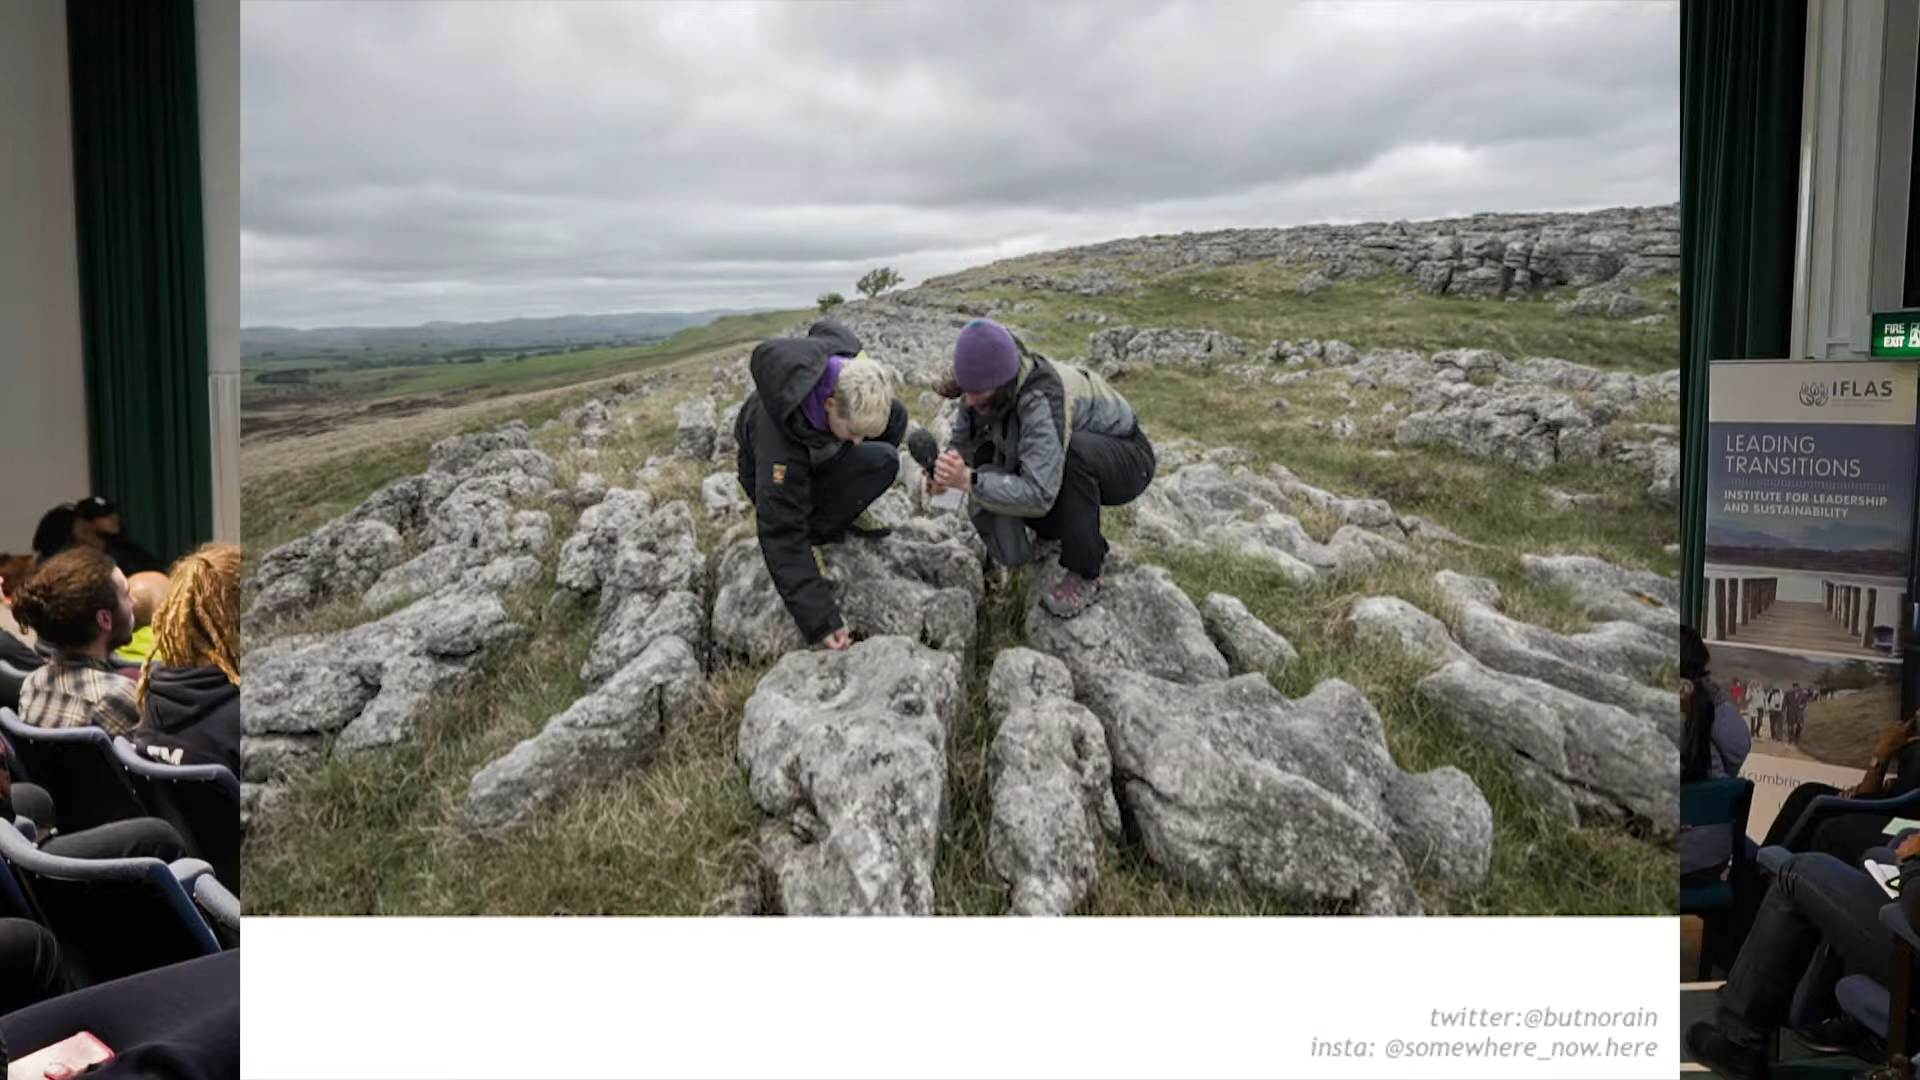 twitter:@butnorain
insta: @somewhere_now.here
FIRE
EXIT
IFLAS
LEADING
TRANSITIONS
INSTITUTE FOR LEADERSHIP
AND SUSTAINABILITY